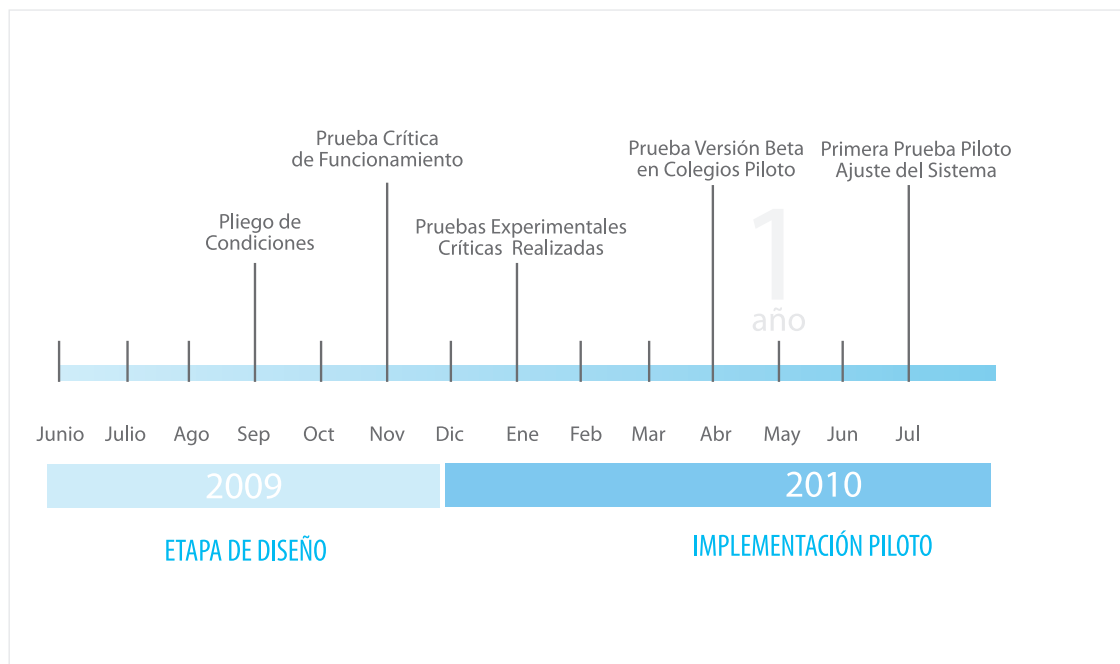 Prueba Crítica
de Funcionamiento
Prueba Versión Beta
en Colegios Piloto
Primera Prueba Piloto
Ajuste del Sistema
Pliego de
Condiciones
Pruebas Experimentales
Críticas Realizadas
1
año
Junio Julio Ago Sep Oct Nov Dic Ene Feb Mar Abr May Jun Jul
2009 2010
ETAPA DE DISEÑO IMPLEMENTACIÓN PILOTO